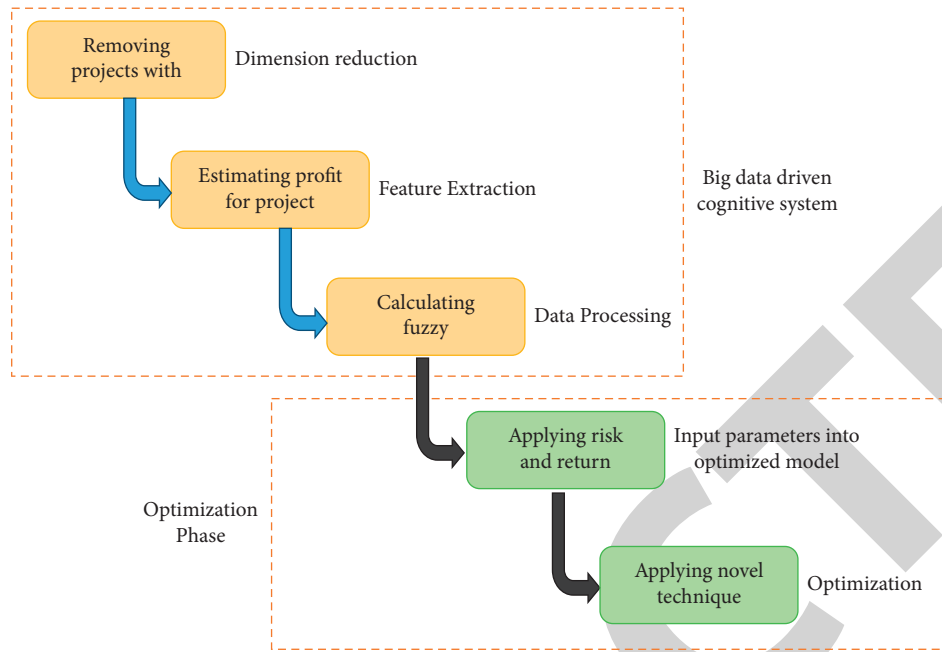 Removing
projects with
Dimension reduction
Estimating profit
for project
Feature Extraction
Big data driven
cognitive system
Calculating
fuzzy
Data Processing
Applying risk
and return
Input parameters into
optimized model
Optimization
Phase
Applying novel
technique
Optimization
CTE